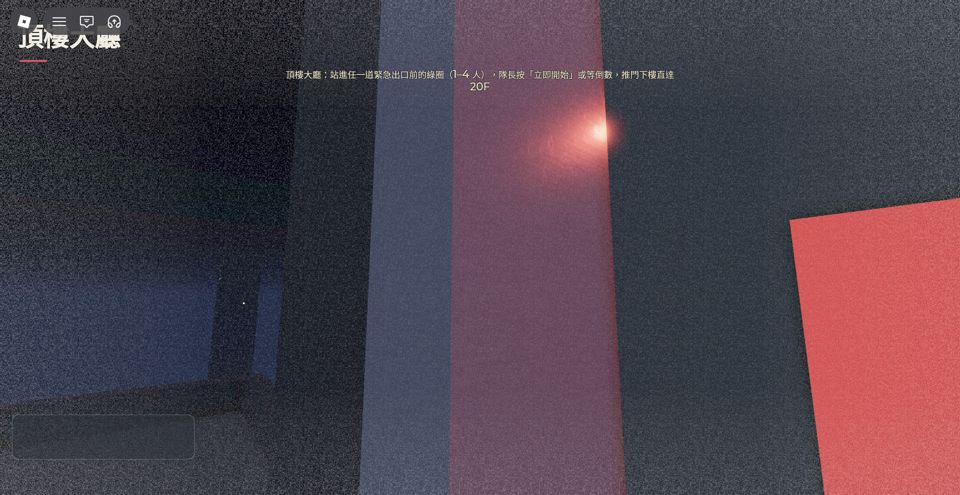 頂樓大廳
頂樓大廳：站進任一道緊急出口前的綠圈（1–4 人），隊長按「立即開始」或等倒數，推門下樓直達
20F